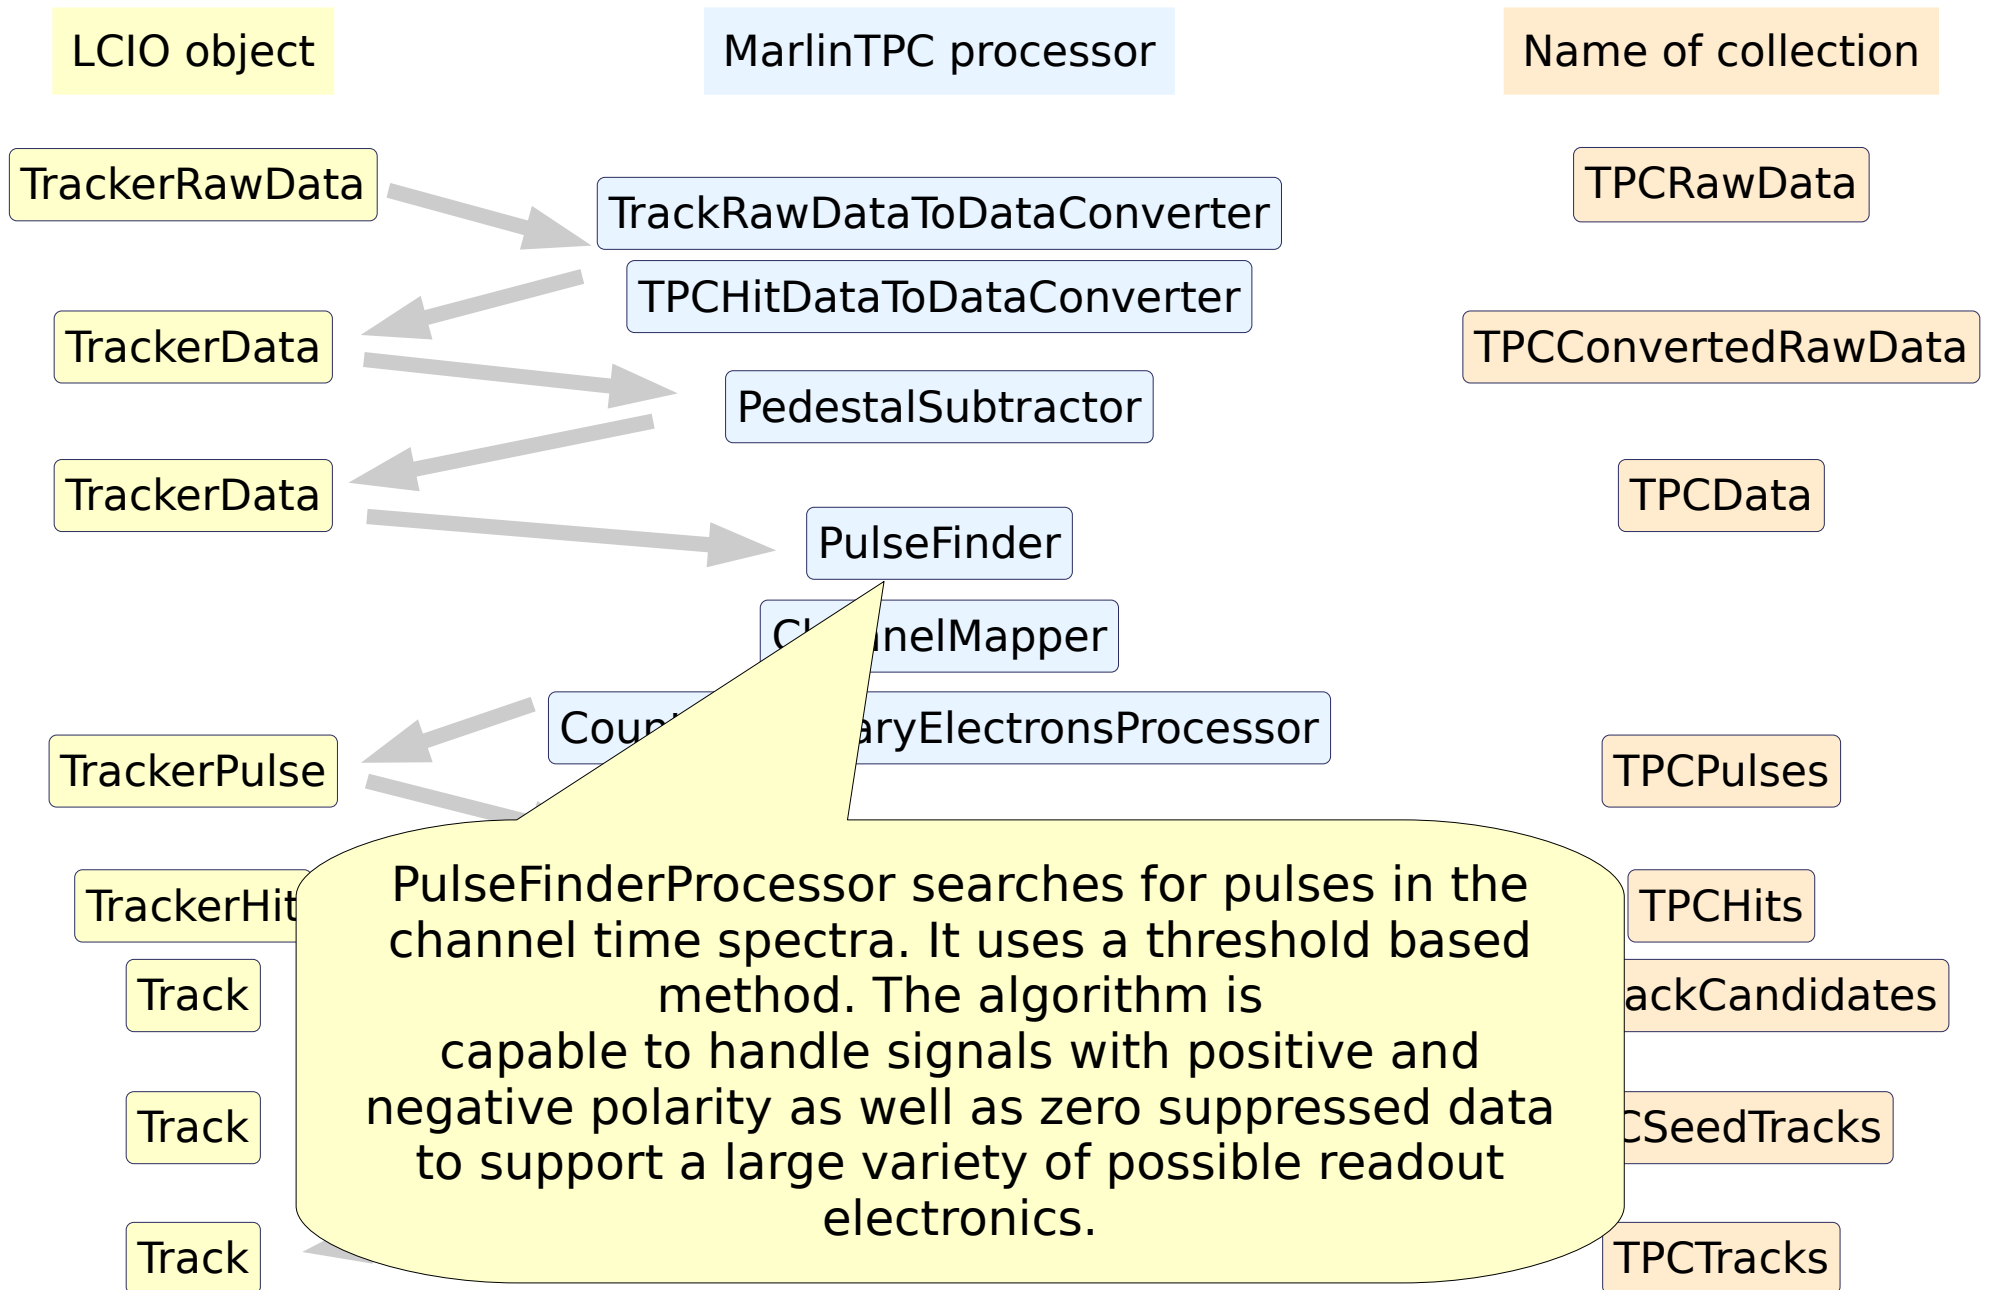 LCIO object
MarlinTPC processor
Name of collection
TrackerRawData
TPCRawData
TrackRawDataToDataConverter
TPCHitDataToDataConverter
TrackerData
TPCConvertedRawData
PedestalSubtractor
TrackerData
TPCData
PulseFinder
nelMapper
aryElectronsProcessor
TrackerPulse
TPCPulses
TrackerHit
TPCHits
PulseFinderProcessor searches for pulses in the
channel time spectra. It uses a threshold based
method. The algorithm is
capable to handle signals with positive and
negative polarity as well as zero suppressed data
to support a large variety of possible readout
electronics.
Track
ackCandidates
Track
CSeedTracks
Track
TPCTracks